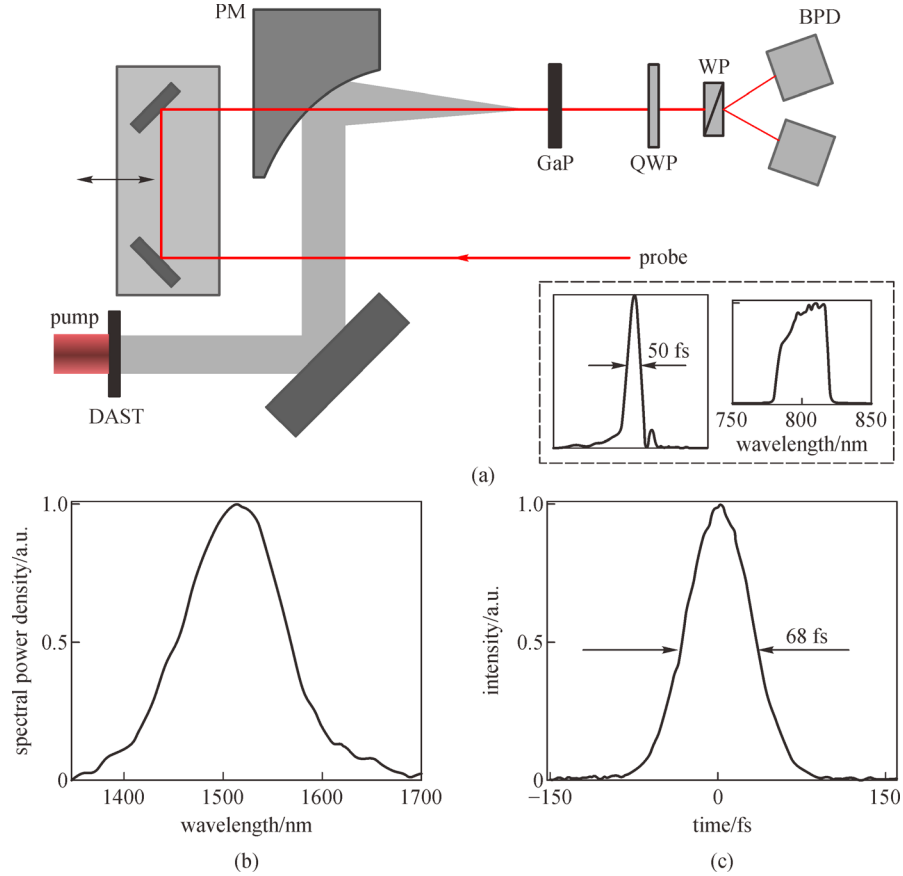 PM
BPD
WP
GaP
QWP
probe
pump
DAST
50 fs
750 800 850
wavelength/nm
(a)
1.0
0.5
0
1400 1500 1600 1700
spectral power density/a.u.
wavelength/nm
(b)
1.0
0.5
0
68 fs
−150 0 150
intensity/a.u.
time/fs
(c)